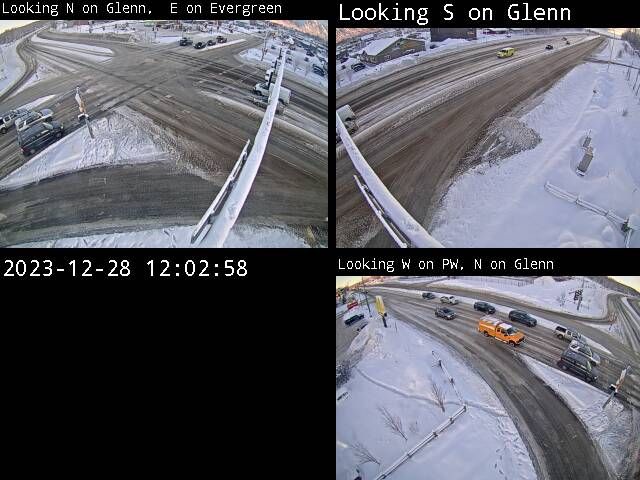 Looking N on Glenn,  E on Evergreen
Looking S on Glenn
2023-12-28 12:02:58
Looking W on PW, N on Glenn